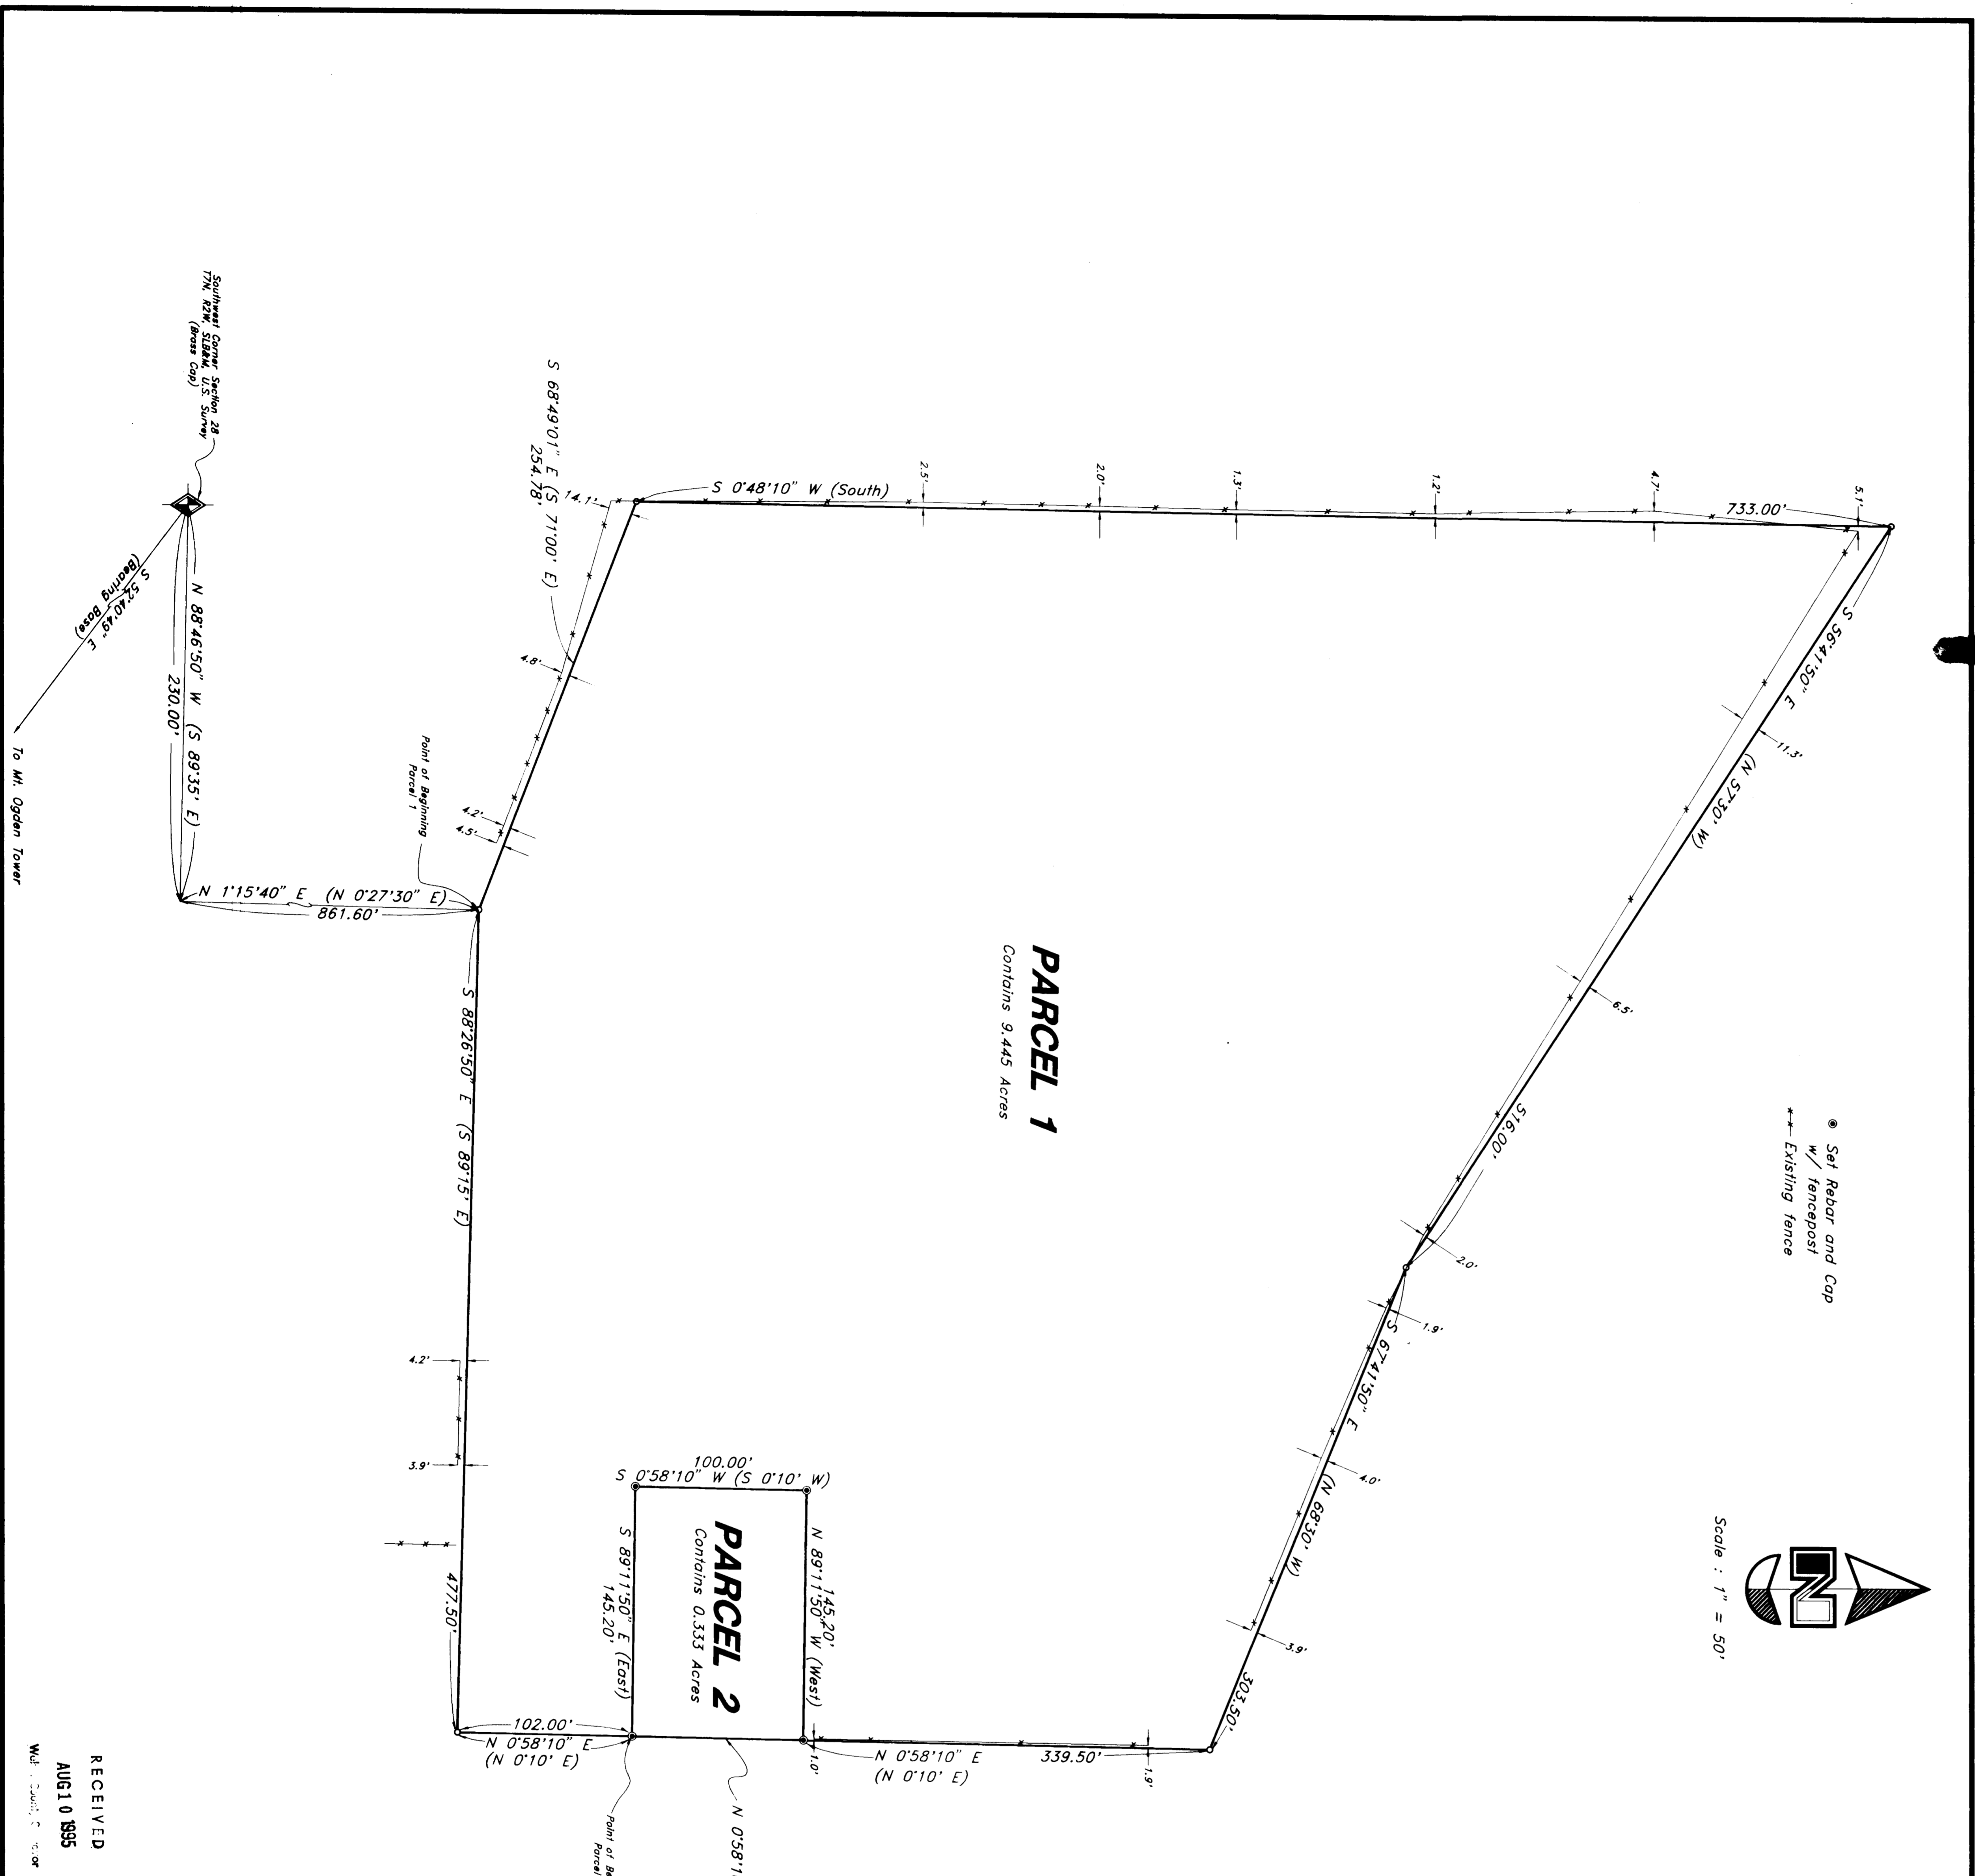 Scale : 1" = 50'
N
Set Rebar and Cap
w/ fencepost
Existing fence
733.00'
5.1'
4.7'
1.2'
1.3'
2.0'
2.5'
S 0°48'10" W (South)
14.1'
S 56°41'50" E
(N 57°30' W)
11.3'
6.5'
516.00'
2.0'
1.9'
S 67°41'50" E
(N 68°30' W)
4.0'
3.9'
303.50'
PARCEL 1
Contains 9.445 Acres
S 68°49'01" E (S 71°00' E)
254.78'
4.8'
4.2'
4.5'
Point of Beginning
Parcel 1
Southwest Corner Section 28
T7N, R2W, SLB&M, U.S. Survey
(Brass Cap)
N 88°46'50" W (S 89°35' E)
230.00'
S 52°40'49" E
(Bearing Base)
To Mt. Ogden Tower
N 1°15'40" E (N 0°27'30" E)
861.60'
S 88°26'50" E (S 89°15' E)
4.2'
3.9'
477.50'
100.00'
S 0°58'10" W (S 0°10' W)
145.20'
N 89°11'50" W (West)
PARCEL 2
Contains 0.333 Acres
S 89°11'50" E (East)
145.20'
102.00'
N 0°58'10" E
(N 0°10' E)
1.0'
N 0°58'10" E
(N 0°10' E)
339.50'
1.9'
N 0°58'1
Point of Be
Parcel
RECEIVED
AUG 10 1995